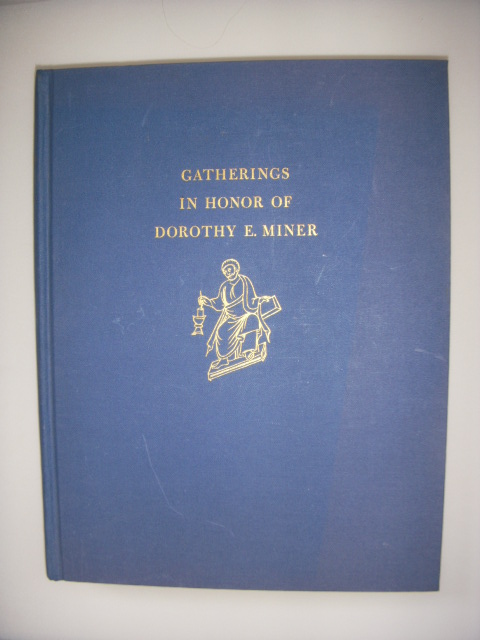 GATHERINGS
IN HONOR OF
DOROTHY E. MINER